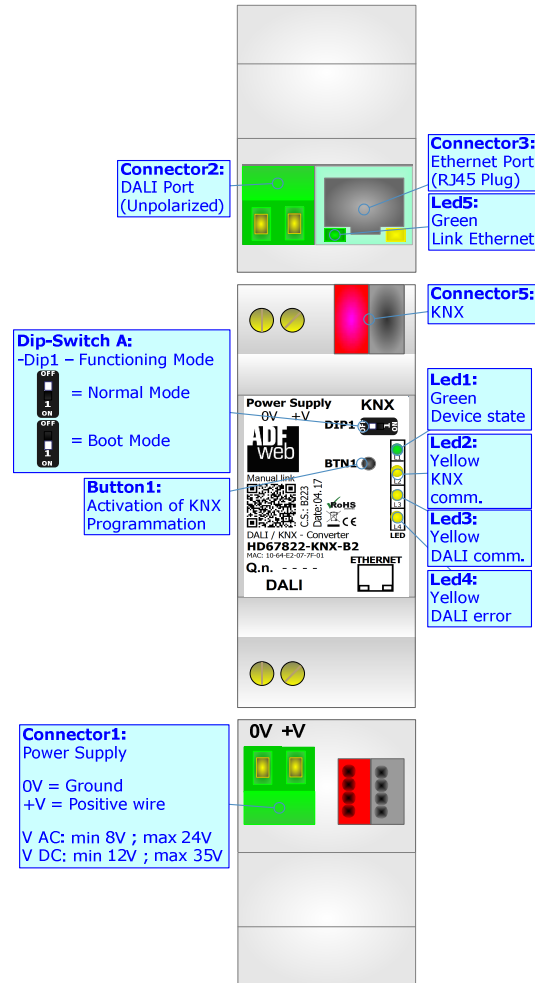 Connector2:
DALI Port
(Unpolarized)
Connector3:
Ethernet Port
(RJ45 Plug)
Led5:
Green
Link Ethernet
Connector5:
KNX
Dip-Switch A:
-Dip1 – Functioning Mode
OFF
1
ON
= Normal Mode
OFF
1
ON
= Boot Mode
Button1:
Activation of KNX
Programmation
Led1:
Green
Device state
Led2:
Yellow
KNX
comm.
Led3:
Yellow
DALI comm.
Led4:
Yellow
DALI error
Power Supply
KNX
0V +V
DIP1
OFF
1
ON
ADF
web
BTN1
Manual link
C.S.: B223
Date:04.17
RoHS
CE
L3
L4
LED
DALI / KNX - Converter
HD67822-KNX-B2
MAC: 10-64-E2-07-7F-01
ETHERNET
Q.n. - - - -
DALI
Connector1:
Power Supply
0V = Ground
+V = Positive wire
V AC: min 8V ; max 24V
V DC: min 12V ; max 35V
0V +V